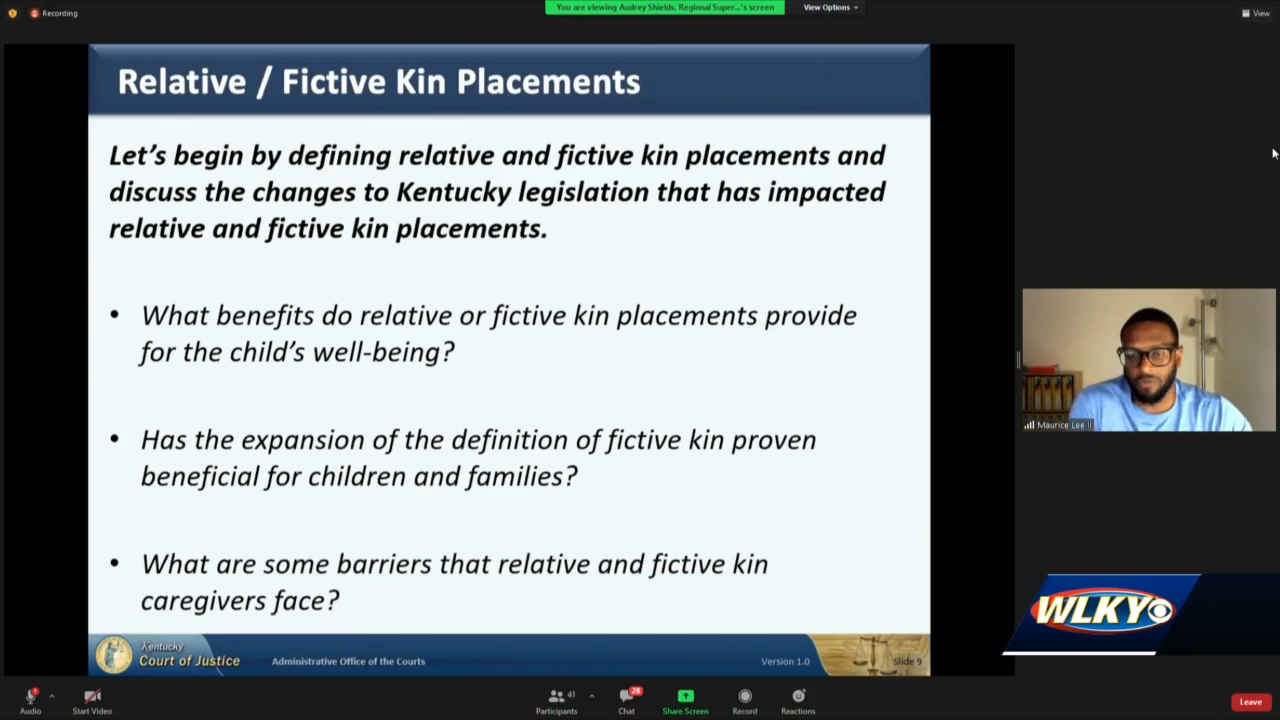 Recording
You are viewing Audrey Shields, Regional Super...'s screen
View Options
View
Relative / Fictive Kin Placements
Let's begin by defining relative and fictive kin placements and
discuss the changes to Kentucky legislation that has impacted
relative and fictive kin placements.
• What benefits do relative or fictive kin placements provide
for the child's well-being?
• Has the expansion of the definition of fictive kin proven
beneficial for children and families?
• What are some barriers that relative and fictive kin
caregivers face?
Maurice Lee II
WLKY
Kentucky
Court of Justice
Administrative Office of the Courts
Version 1.0
Slide 9
Audio
Start Video
41
Participants
28
Chat
Share Screen
Record
Reactions
Leave